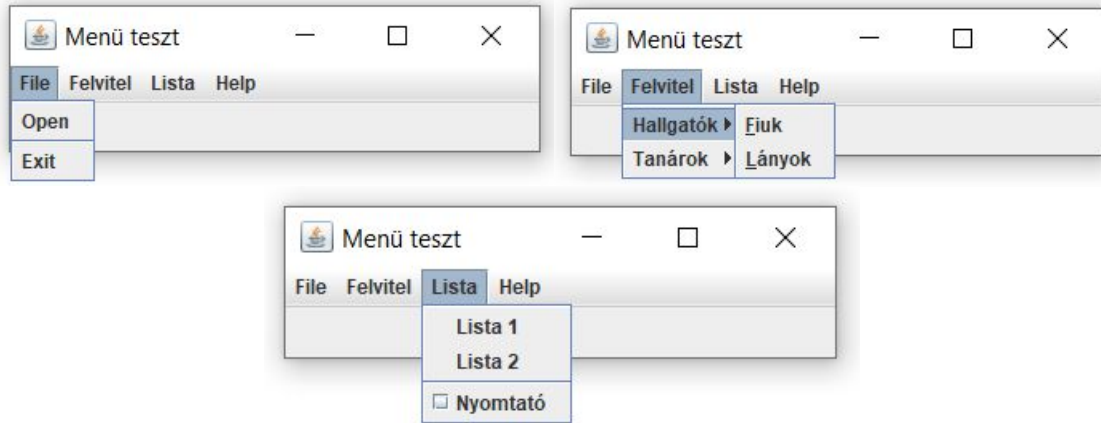 Menü teszt
File Felvitel Lista Help
Open
Exit
Menü teszt
File Felvitel Lista Help
Hallgatók Fiuk
Tanárok Lányok
Menü teszt
File Felvitel Lista Help
Lista 1
Lista 2
Nyomtató